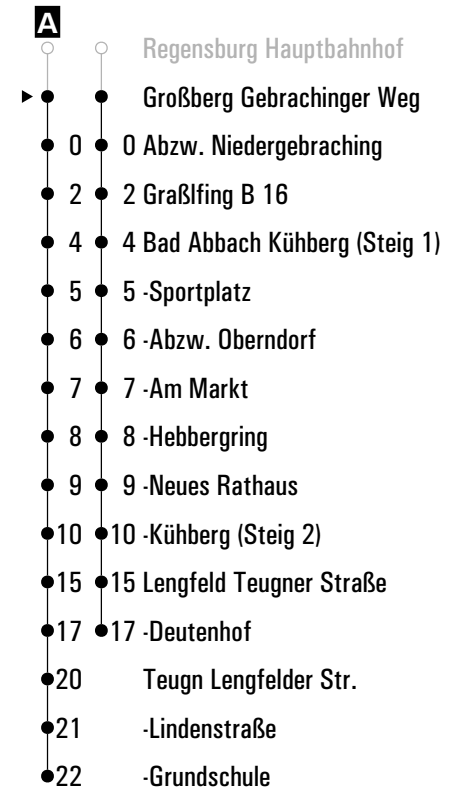 A
Regensburg Hauptbahnhof
Großberg Gebrachinger Weg
0 0 Abzw. Niedergebraching
2 2 Graßlfing B 16
4 4 Bad Abbach Kühberg (Steig 1)
5 5 -Sportplatz
6 6 -Abzw. Oberndorf
7 7 -Am Markt
8 8 -Hebbergring
9 9 -Neues Rathaus
10 10 -Kühberg (Steig 2)
15 15 Lengfeld Teugner Straße
17 17 -Deutenhof
20 Teugn Lengfelder Str.
21 -Lindenstraße
22 -Grundschule